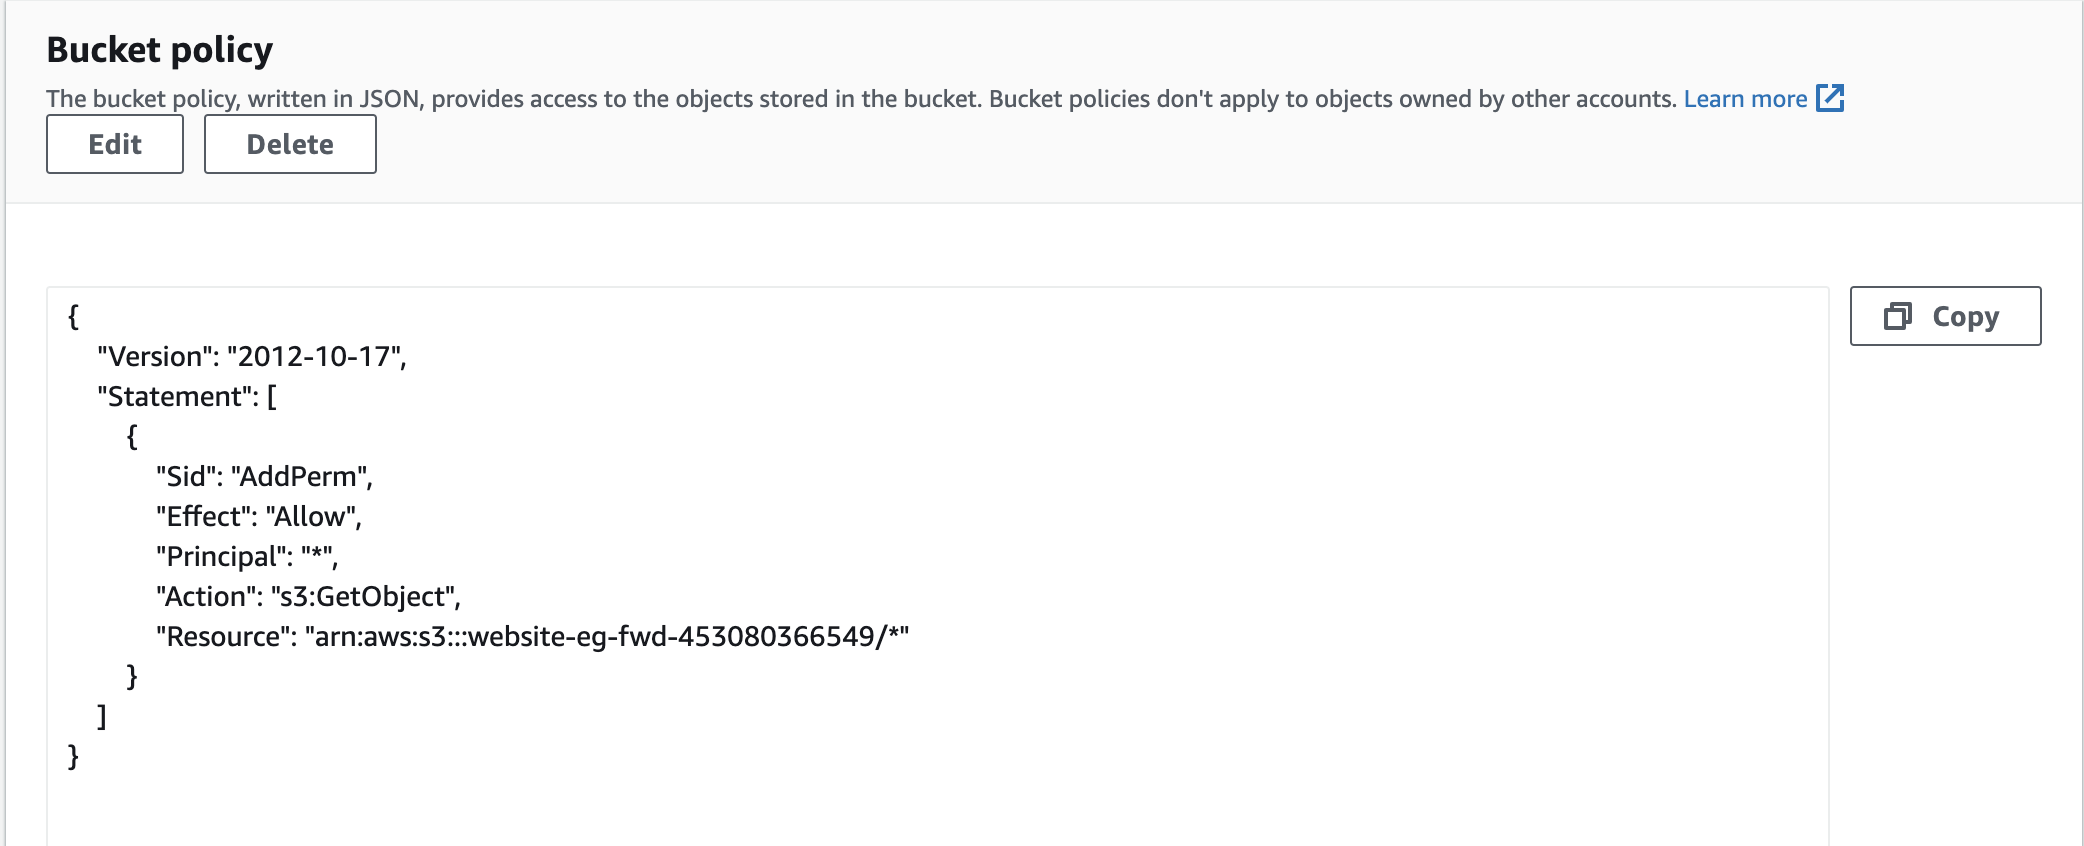 Bucket policy
The bucket policy, written in JSON, provides access to the objects stored in the bucket. Bucket policies don't apply to objects owned by other accounts. Learn more
Edit Delete
Copy
{
"Version": "2012-10-17",
"Statement": [
{
"Sid": "AddPerm",
"Effect": "Allow",
"Principal": "*",
"Action": "s3:GetObject",
"Resource": "arn:aws:s3:::website-eg-fwd-453080366549/*"
}
]
}